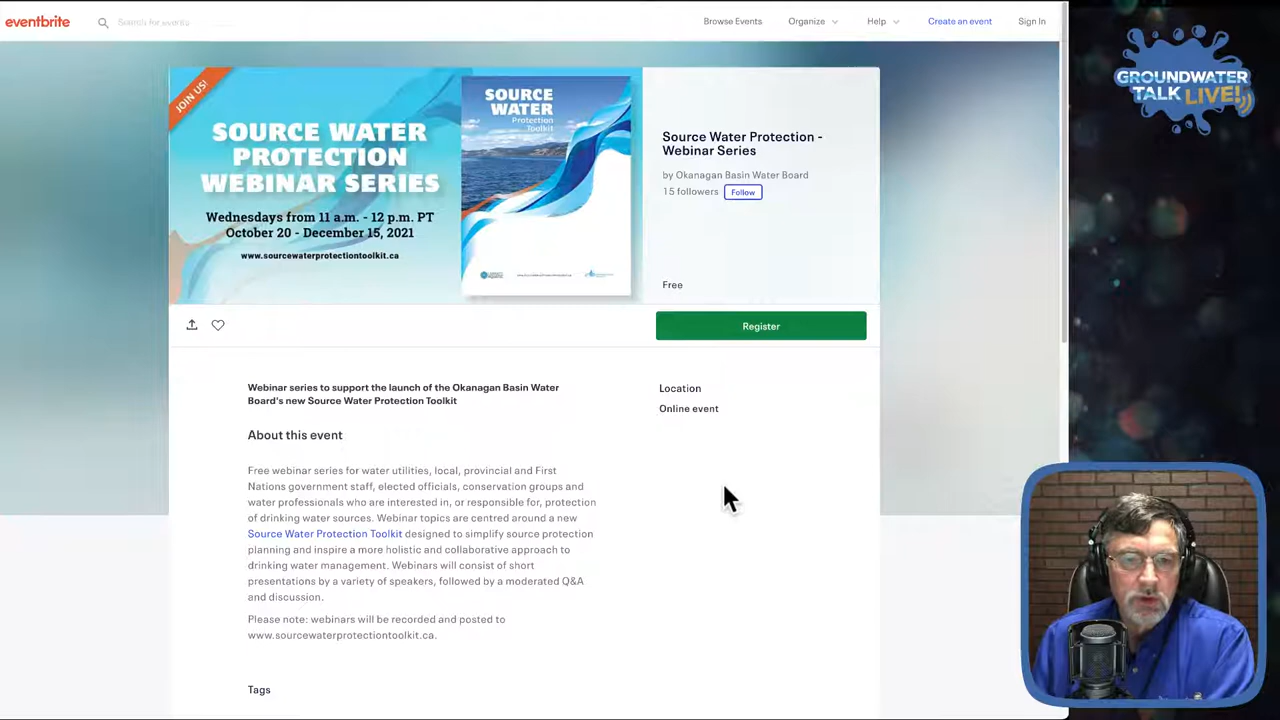 eventbrite
Search for events
Browse Events
Organize
Help
Create an event
Sign In
GROUNDWATER
TALK LIVE!
JOIN US!
SOURCE WATER
PROTECTION
WEBINAR SERIES
Wednesdays from 11 a.m. - 12 p.m. PT
October 20 - December 15, 2021
www.sourcewaterprotectiontoolkit.ca
SOURCE
WATER
Protection
Toolkit
Source Water Protection -
Webinar Series
by Okanagan Basin Water Board
15 followers
Follow
Free
Register
Webinar series to support the launch of the Okanagan Basin Water
Board's new Source Water Protection Toolkit
Location
Online event
About this event
Free webinar series for water utilities, local, provincial and First
Nations government staff, elected officials, conservation groups and
water professionals who are interested in, or responsible for, protection
of drinking water sources. Webinar topics are centred around a new
Source Water Protection Toolkit designed to simplify source protection
planning and inspire a more holistic and collaborative approach to
drinking water management. Webinars will consist of short
presentations by a variety of speakers, followed by a moderated Q&A
and discussion.
Please note: webinars will be recorded and posted to
www.sourcewaterprotectiontoolkit.ca.
Tags